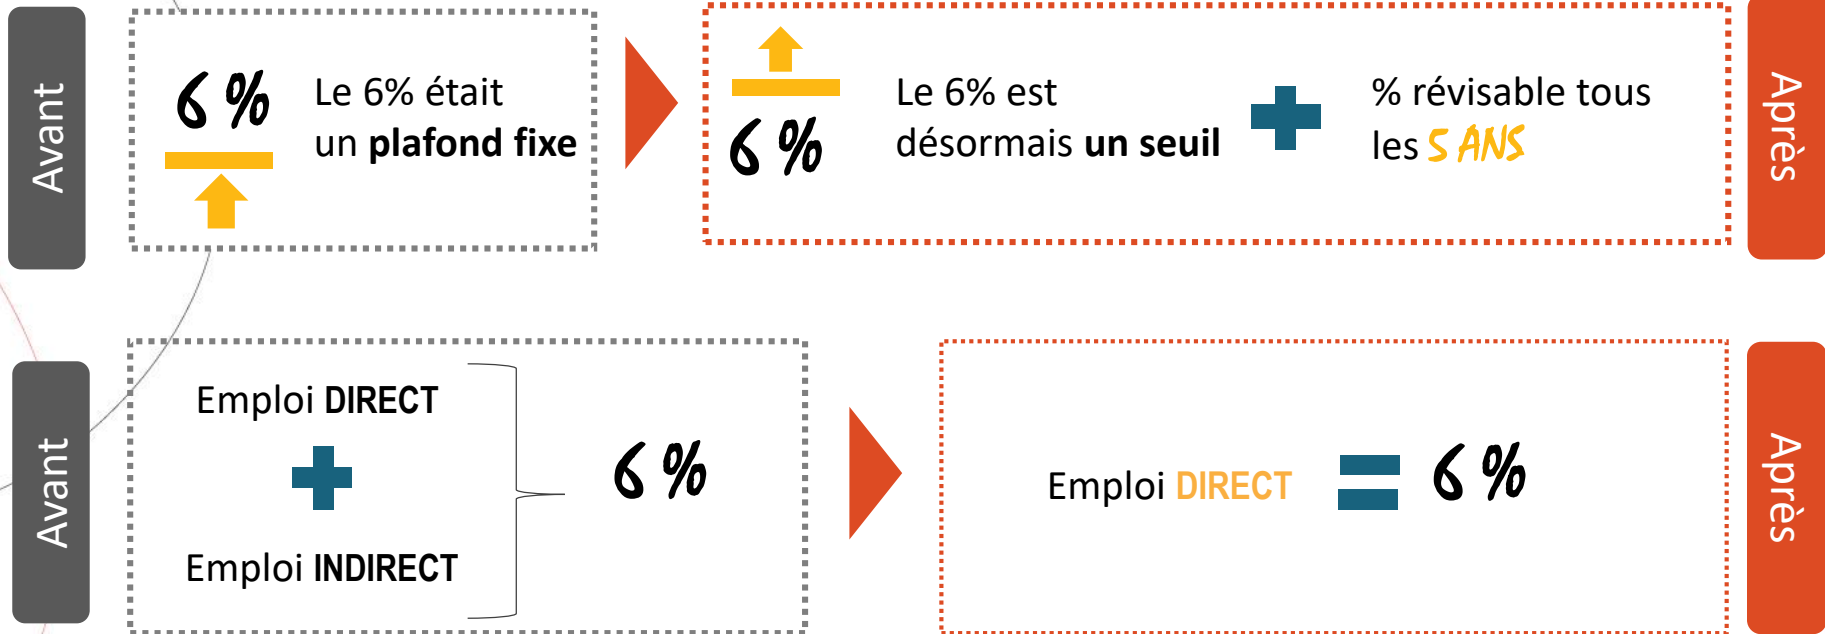 Avant
6 %
Le 6% était
un plafond fixe
6 %
Le 6% est
désormais un seuil
% révisable tous
les 5 ANS
Après
Avant
Emploi DIRECT
Emploi INDIRECT
6 %
Emploi DIRECT
6 %
Après